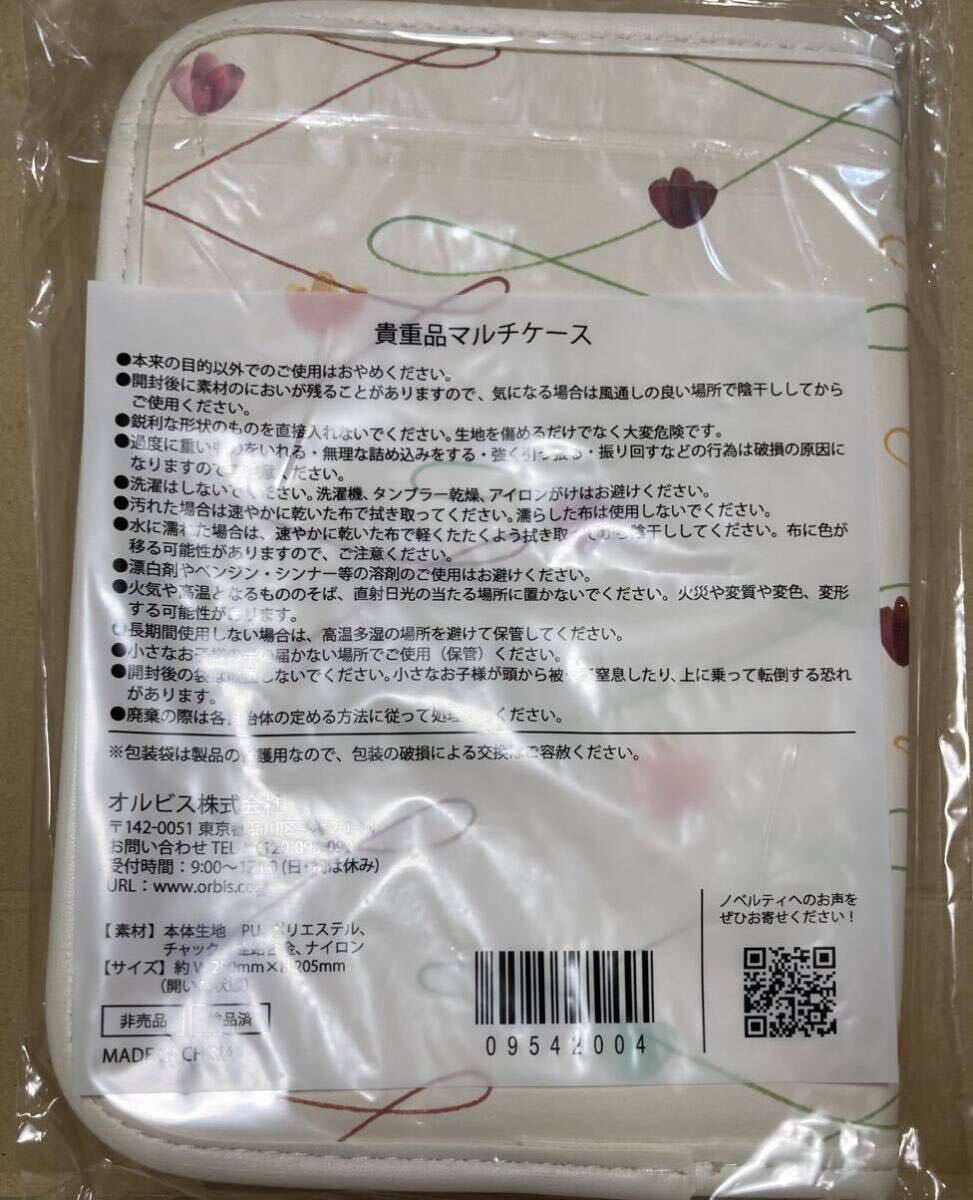 貴重品マルチケース
●本来の目的以外でのご使用はおやめください。
●開封後に素材のにおいが残ることがありますので、気になる場合は風通しの良い場所で陰干ししてから
ご使用ください。
●鋭利な形状のものを直接入れないでください。生地を傷めるだけでなく大変危険です。
●過度に重いものをいれる・無理な詰め込みをする・強く引っ張る・振り回すなどの行為は破損の原因に
なりますのでご注意ください。
●洗濯はしないでください。洗濯機、タンブラー乾燥、アイロンがけはお避けください。
●汚れた場合は速やかに乾いた布で拭き取ってください。濡らした布は使用しないでください。
●水に濡れた場合は、速やかに乾いた布で軽くたたくよう拭き取ってから陰干ししてください。布に色が
移る可能性がありますので、ご注意ください。
●漂白剤やベンジン・シンナー等の溶剤のご使用はお避けください。
●火気や高温となるもののそば、直射日光の当たる場所に置かないでください。火災や変質や変色、変形
する可能性があります。
●長期間使用しない場合は、高温多湿の場所を避けて保管してください。
●小さなお子様の手の届かない場所でご使用（保管）ください。
●開封後の袋は放置しないでください。小さなお子様が頭から被って窒息したり、上に乗って転倒する恐れ
があります。
●廃棄の際は各自治体の定める方法に従って処理してください。
※包装袋は製品の保護用なので、包装の破損による交換はご容赦ください。
オルビス株式会社
〒142-0051 東京都品川区
お問い合わせ TEL
受付時間：9:00～ (日・祝は休み)
URL：www.orbis.co
【素材】本体生地 PU、ポリエステル、
チャック 亜鉛合金、ナイロン
【サイズ】約W 0mm×H205mm
（開いた状態）
非売品 検品済
MADE IN CHINA
09542004
ノベルティへのお声を
ぜひお寄せください！